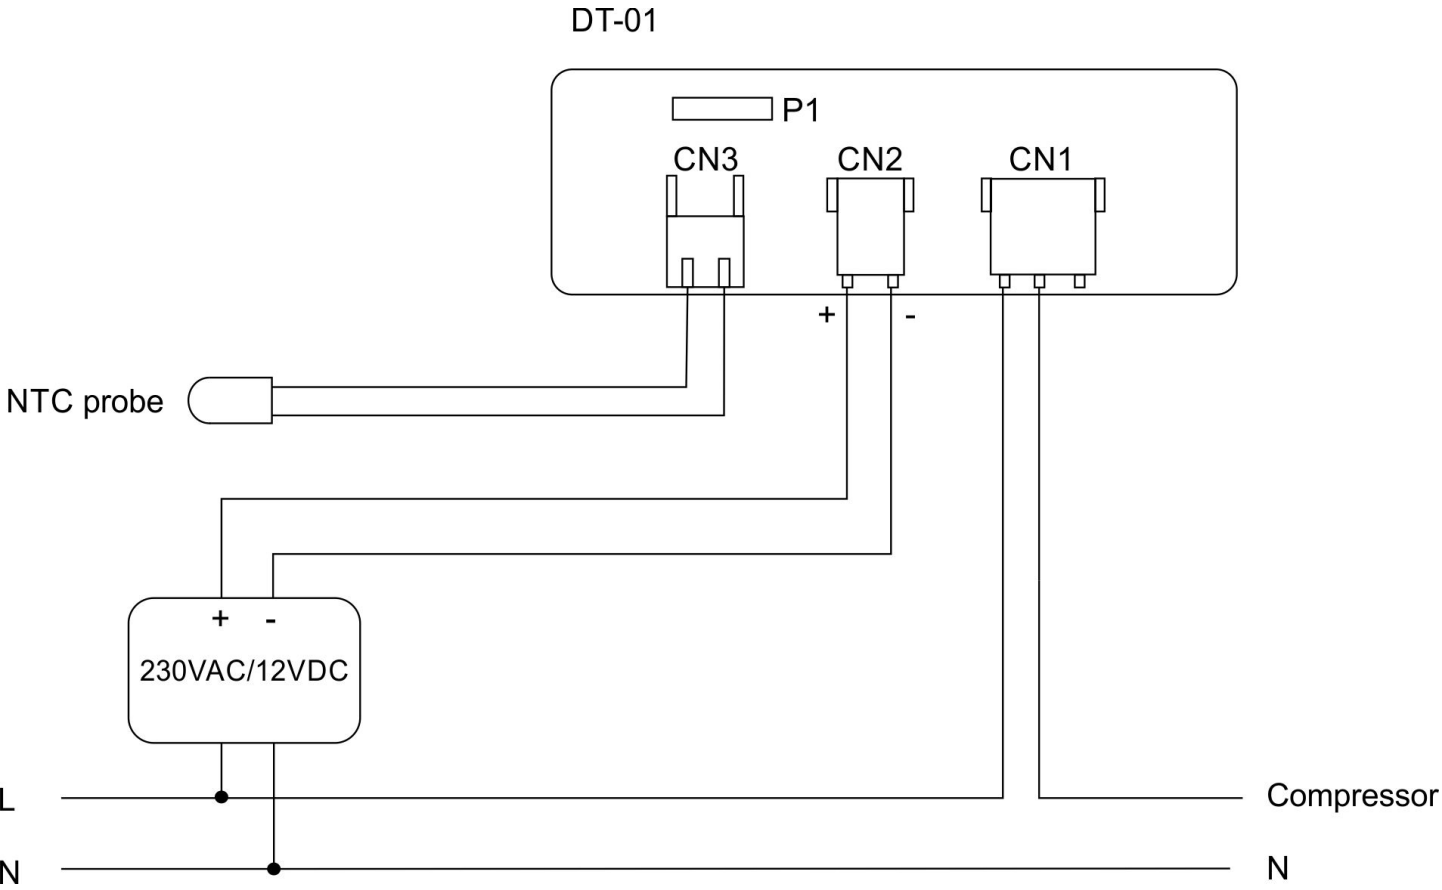 DT-01
P1
CN3 CN2 CN1
+ -
NTC probe
+ -
230VAC/12VDC
L Compressor
N N